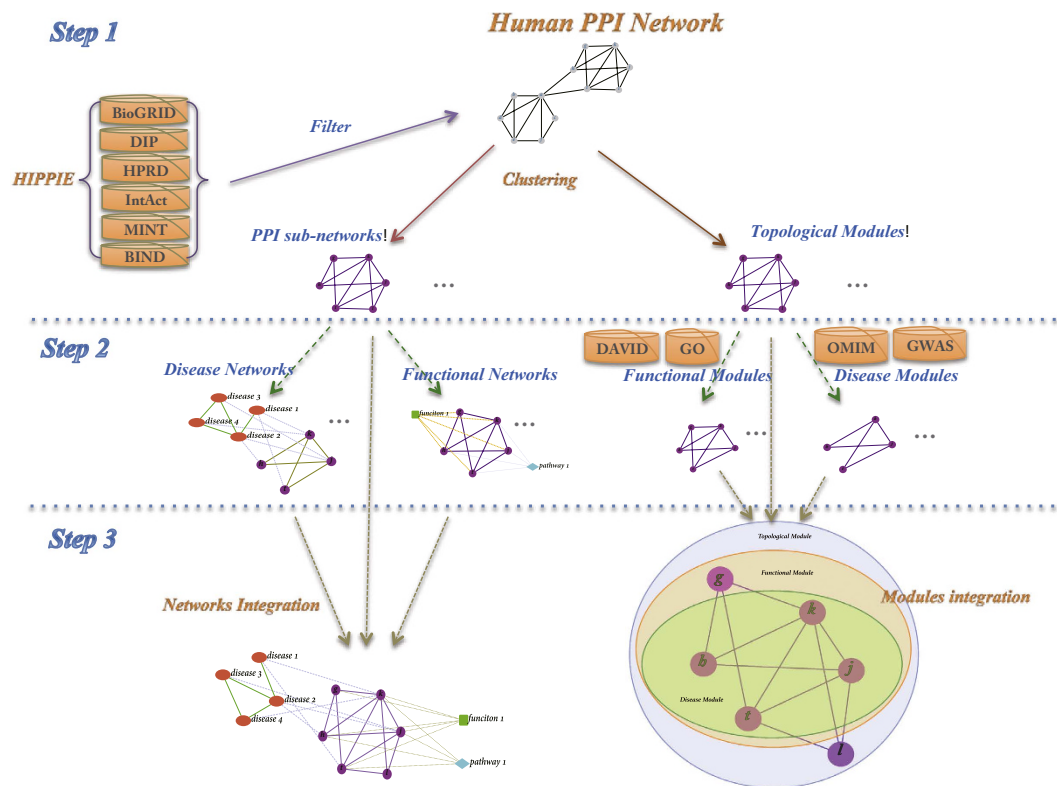 Step 1
Human PPI Network
BioGRID
DIP
HPRD
IntAct
MINT
BIND
HIPPIE
Filter
Clustering
PPI sub-networks!
Topological Modules!
...
...
Step 2
DAVID
GO
OMIM
GWAS
Disease Networks
Functional Networks
Functional Modules
Disease Modules
disease 3
disease 1
disease 4
disease 2
...
funciton 1
pathway 1
...
...
...
Step 3
Networks Integration
Modules integration
disease 1
disease 3
disease 2
disease 4
funciton 1
pathway 1
Topological Module
Functional Module
Disease Module
g
k
b
j
t
l